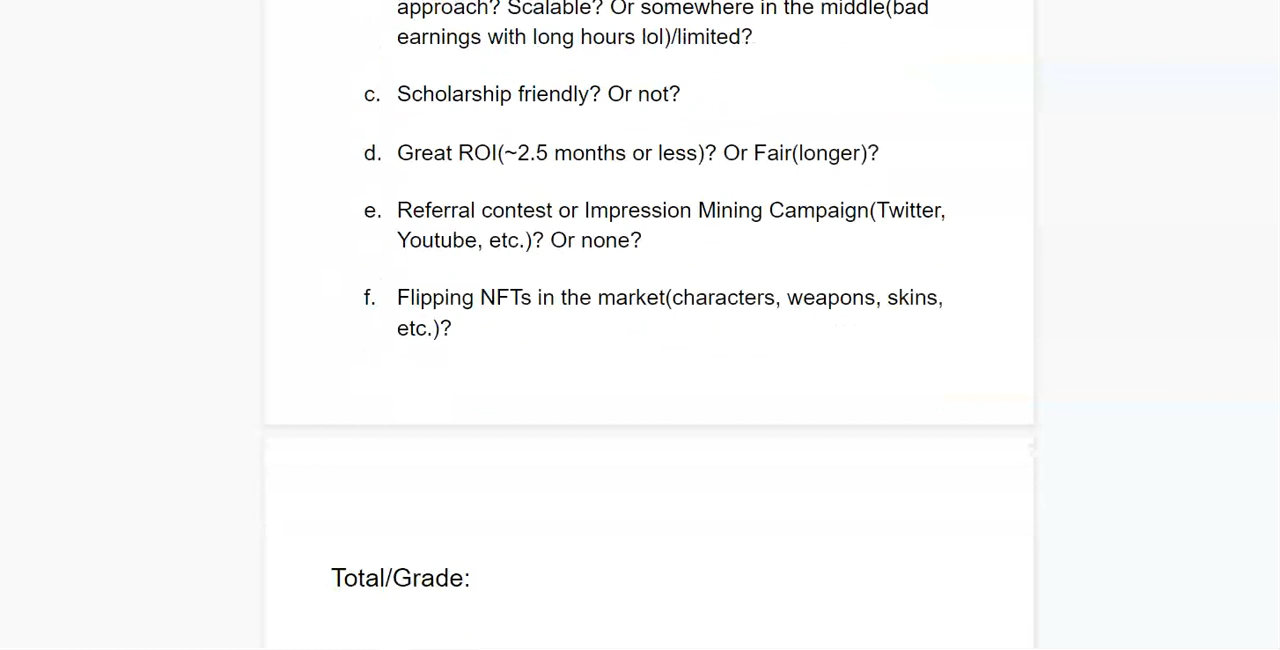 approach? Scalable? Or somewhere in the middle(bad
earnings with long hours lol)/limited?
c. Scholarship friendly? Or not?
d. Great ROI(~2.5 months or less)? Or Fair(longer)?
e. Referral contest or Impression Mining Campaign(Twitter,
Youtube, etc.)? Or none?
f. Flipping NFTs in the market(characters, weapons, skins,
etc.)?
Total/Grade: